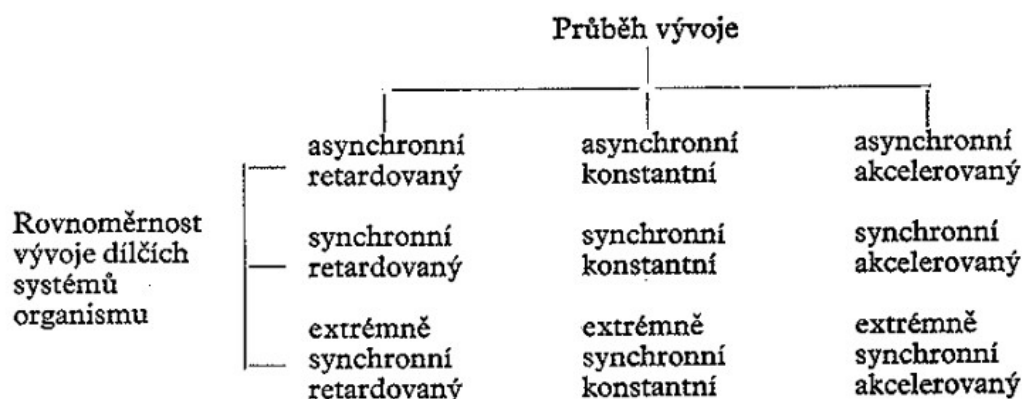 Průběh vývoje
asynchronní asynchronní asynchronní
retardovaný konstantní akcelerovaný
Rovnoměrnost
vývoje dílčích
systémů
organismu
synchronní synchronní synchronní
retardovaný konstantní akcelerovaný
extrémně extrémně extrémně
synchronní synchronní synchronní
retardovaný konstantní akcelerovaný